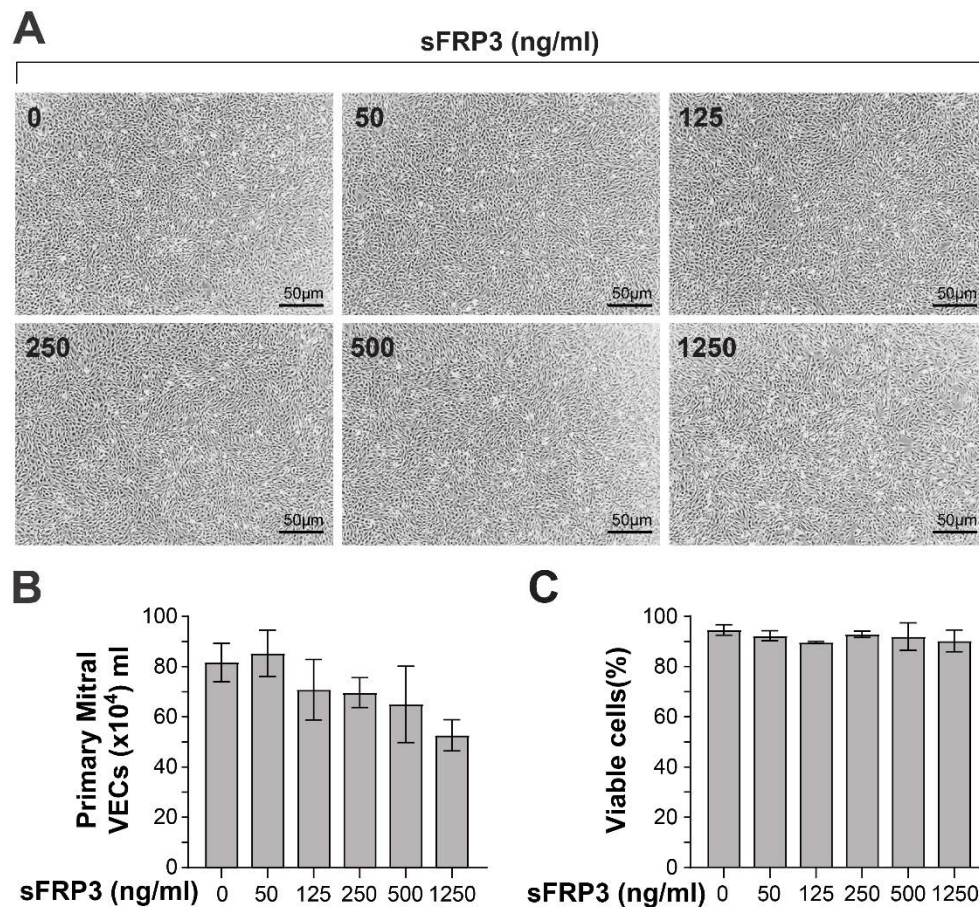 A
sFRP3 (ng/ml)
0
50
125
50µm
50µm
50µm
250
500
1250
50µm
50µm
50µm
B
C
100
80
60
40
20
0
Primary Mitral
VECs (x10⁴) ml
sFRP3 (ng/ml)
0 50 125 250 500 1250
100
80
60
40
20
0
Viable cells(%)
sFRP3 (ng/ml)
0 50 125 250 500 1250